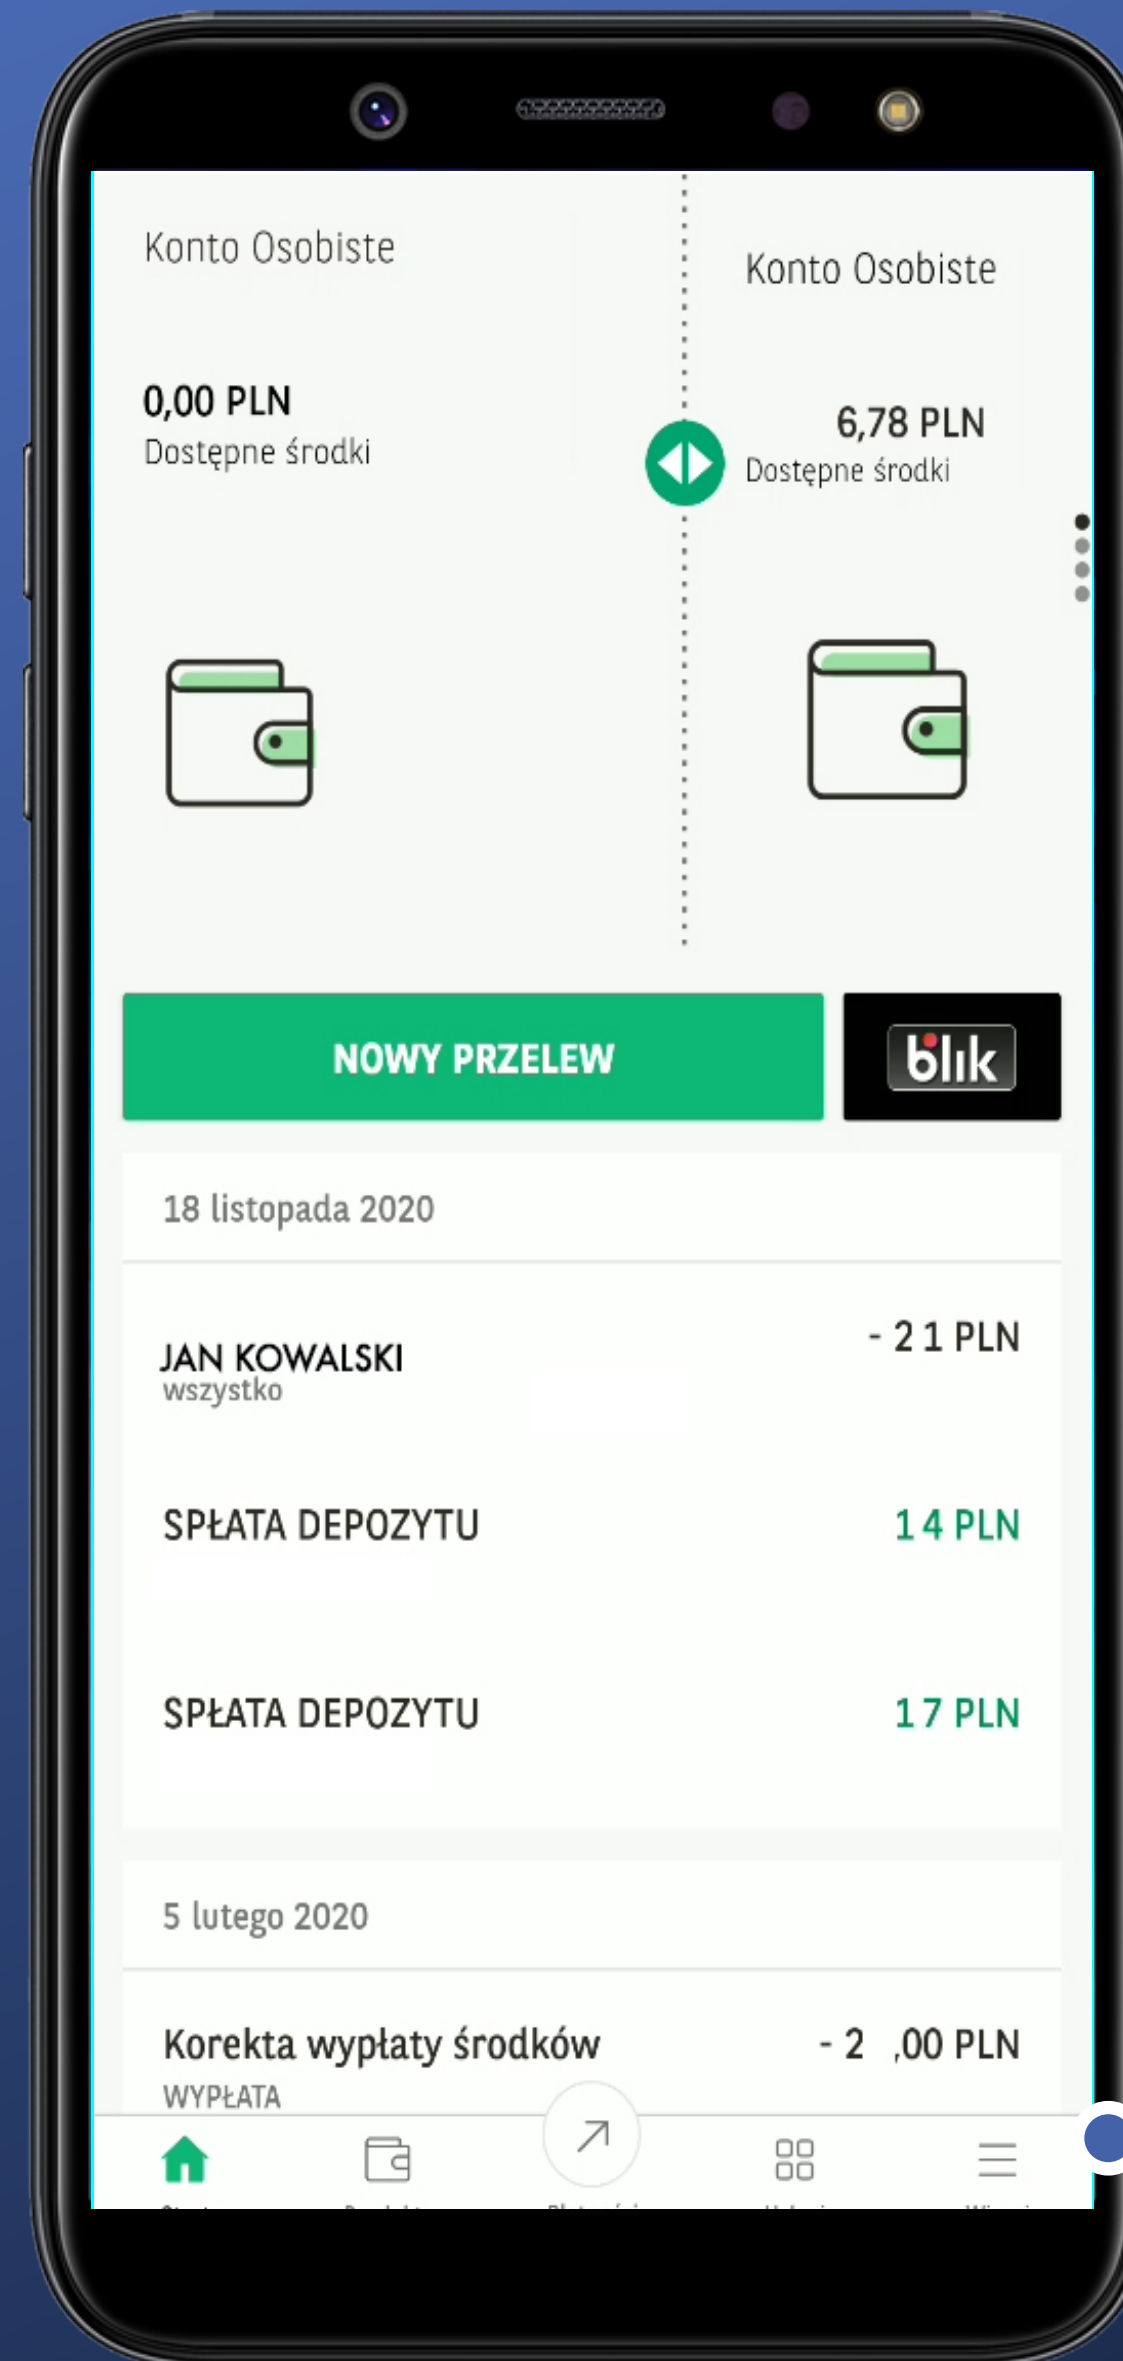 Konto Osobiste
0,00 PLN
Dostępne środki
Konto Osobiste
6,78 PLN
Dostępne środki
NOWY PRZELEW
blik
18 listopada 2020
JAN KOWALSKI
- 2 1 PLN
wszystko
SPŁATA DEPOZYTU
1 4 PLN
SPŁATA DEPOZYTU
1 7 PLN
5 lutego 2020
Korekta wypłaty środków
- 2 ,00 PLN
WYPŁATA